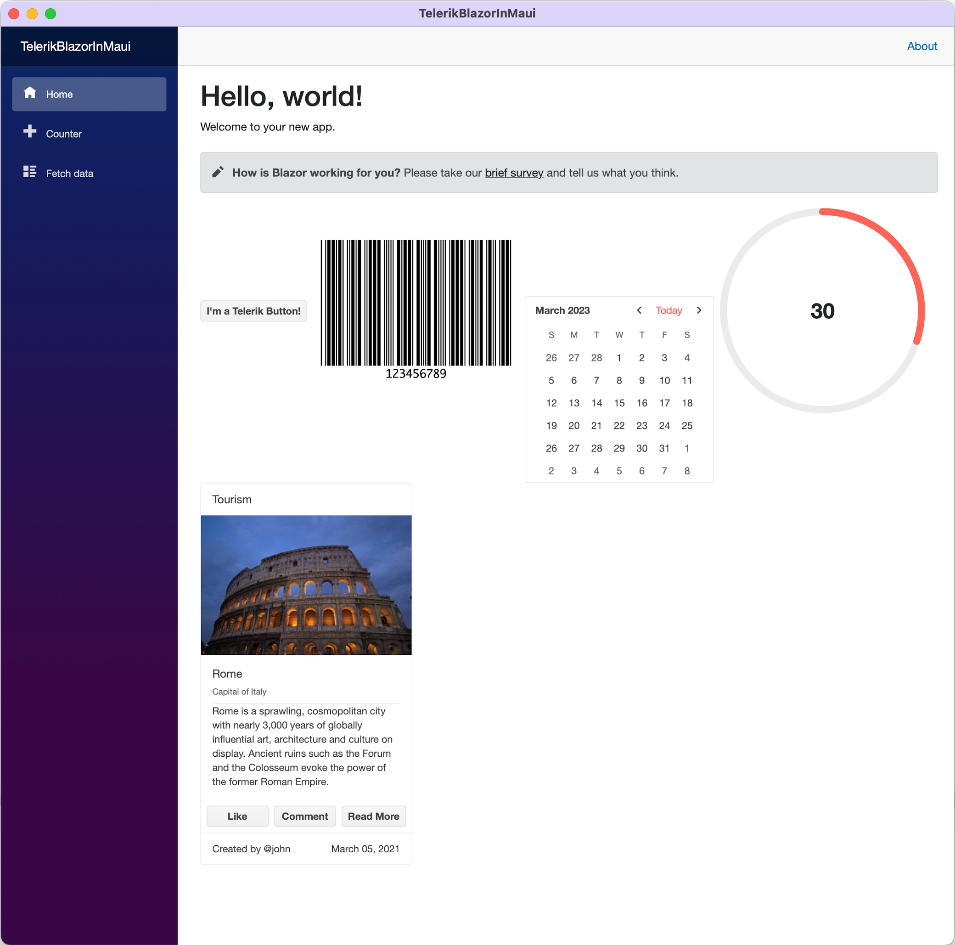 TelerikBlazorInMaui
TelerikBlazorInMaui
About
Home
Counter
Fetch data
Hello, world!
Welcome to your new app.
How is Blazor working for you? Please take our brief survey and tell us what you think.
I'm a Telerik Button!
123456789
March 2023 Today
S M T W T F S
26 27 28 1 2 3 4
5 6 7 8 9 10 11
12 13 14 15 16 17 18
19 20 21 22 23 24 25
26 27 28 29 30 31 1
2 3 4 5 6 7 8
30
Tourism
Rome
Capital of Italy
Rome is a sprawling, cosmopolitan city
with nearly 3,000 years of globally
influential art, architecture and culture on
display. Ancient ruins such as the Forum
and the Colosseum evoke the power of
the former Roman Empire.
Like Comment Read More
Created by @john March 05, 2021